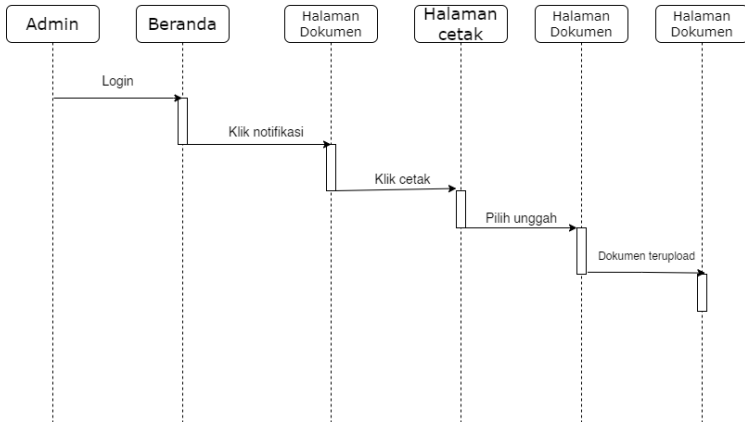 Admin
Beranda
Halaman
Dokumen
Halaman
cetak
Halaman
Dokumen
Halaman
Dokumen
Login
Klik notifikasi
Klik cetak
Pilih unggah
Dokumen terupload